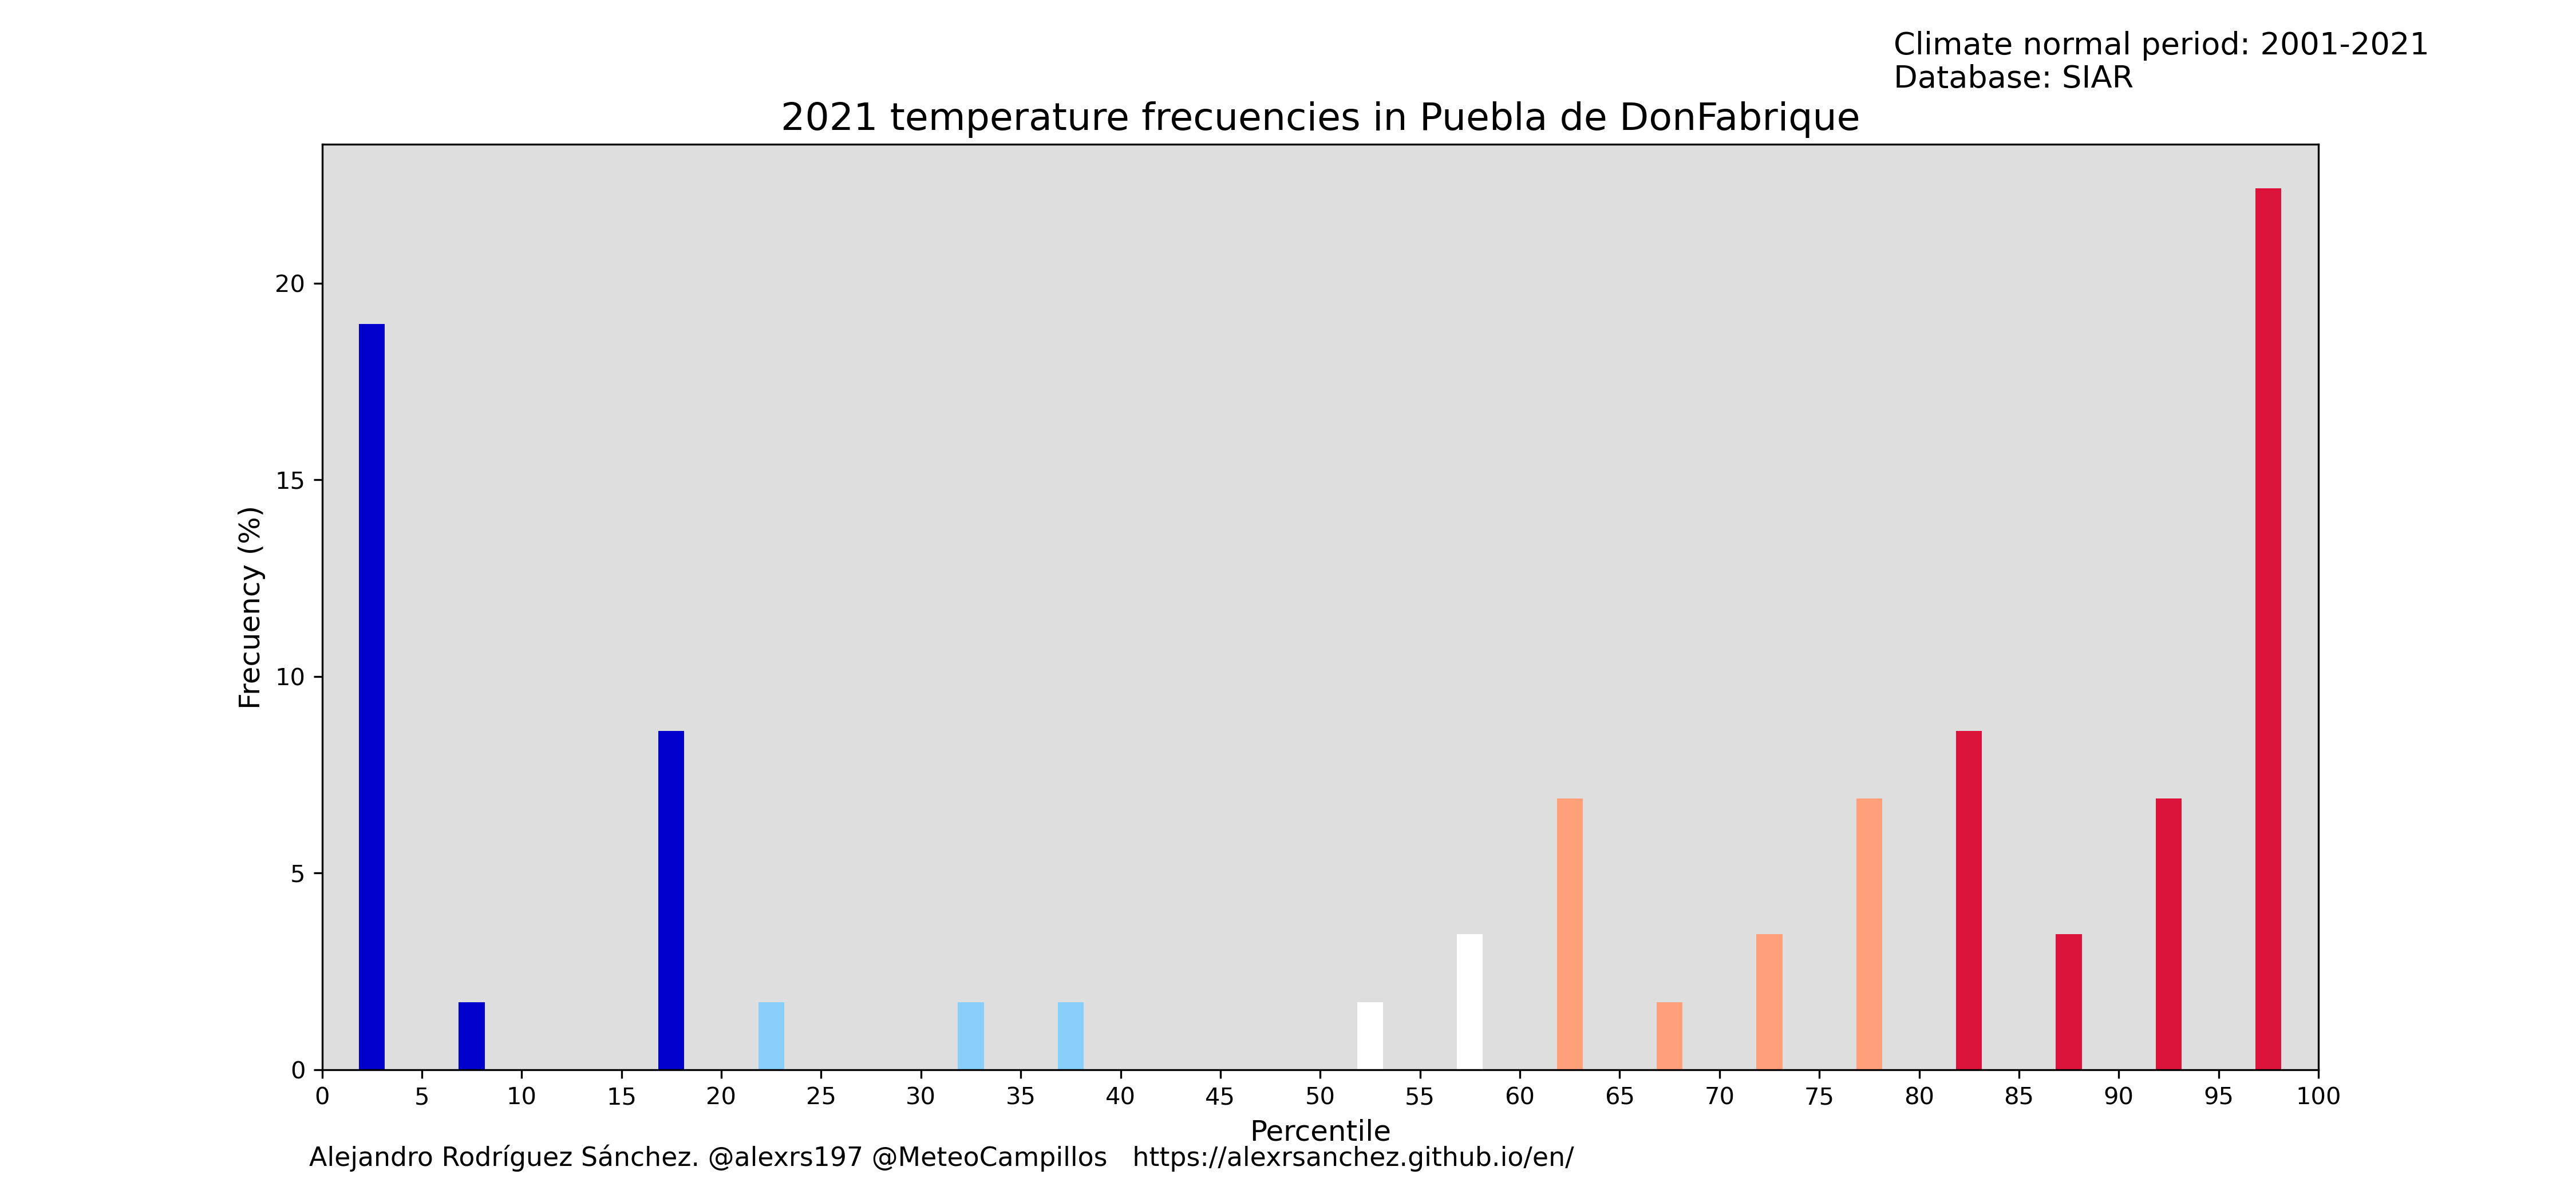 Climate normal period: 2001-2021
Database: SIAR
2021 temperature frecuencies in Puebla de DonFabrique
Frecuency (%)
20
15
10
5
0
0 5 10 15 20 25 30 35 40 45 50 55 60 65 70 75 80 85 90 95 100
Percentile
Alejandro Rodríguez Sánchez. @alexrs197 @MeteoCampillos https://alexrsanchez.github.io/en/